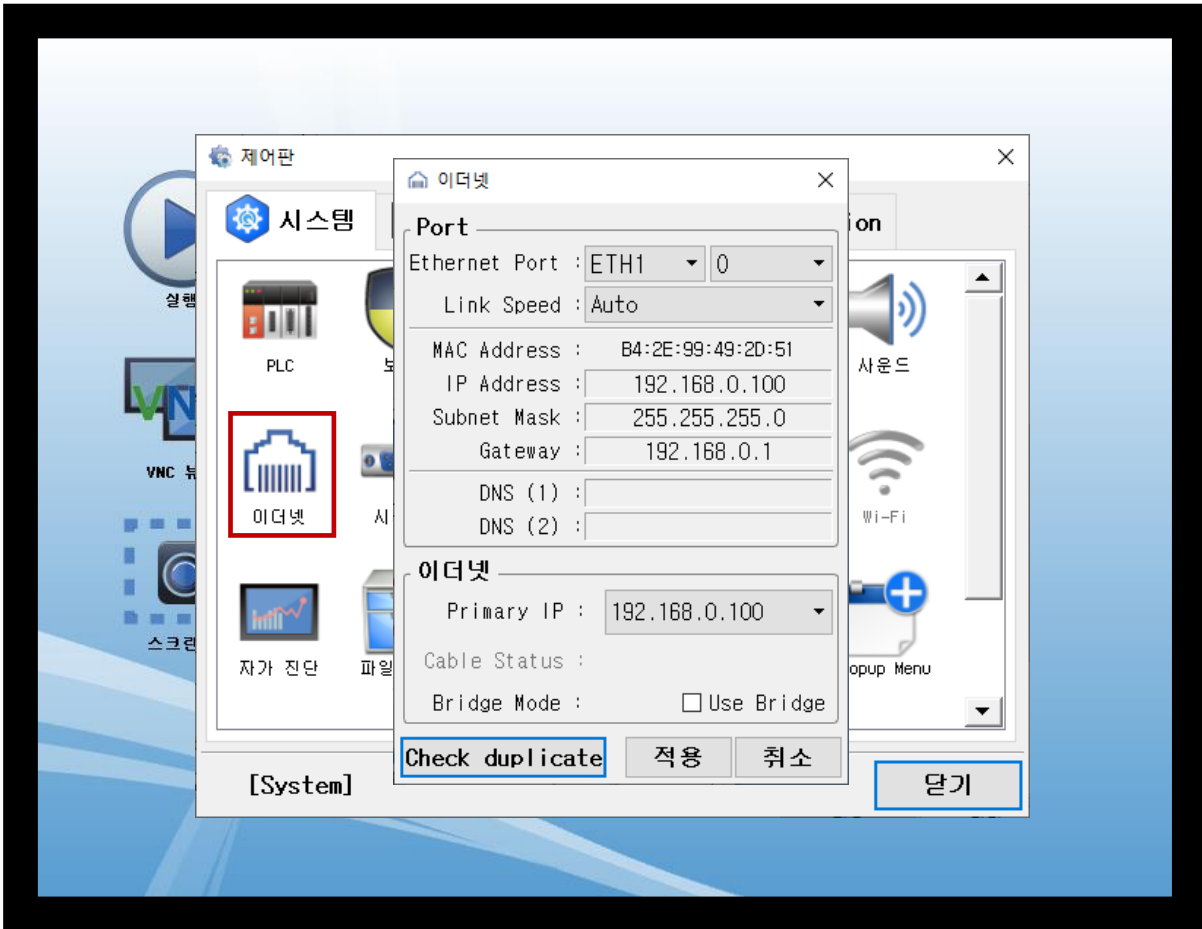 제어판
이더넷
시스템
Port
Ethernet Port : ETH1 0
Link Speed : Auto
MAC Address : B4:2E:99:49:2D:51
IP Address : 192.168.0.100
Subnet Mask : 255.255.255.0
Gateway : 192.168.0.1
DNS (1) :
DNS (2) :
이더넷
Primary IP : 192.168.0.100
Cable Status :
Bridge Mode : Use Bridge
Check duplicate 적용 취소
실행
PLC
사운드
VNC
이더넷
Wi-Fi
자가 진단
Menu
[System]
닫기